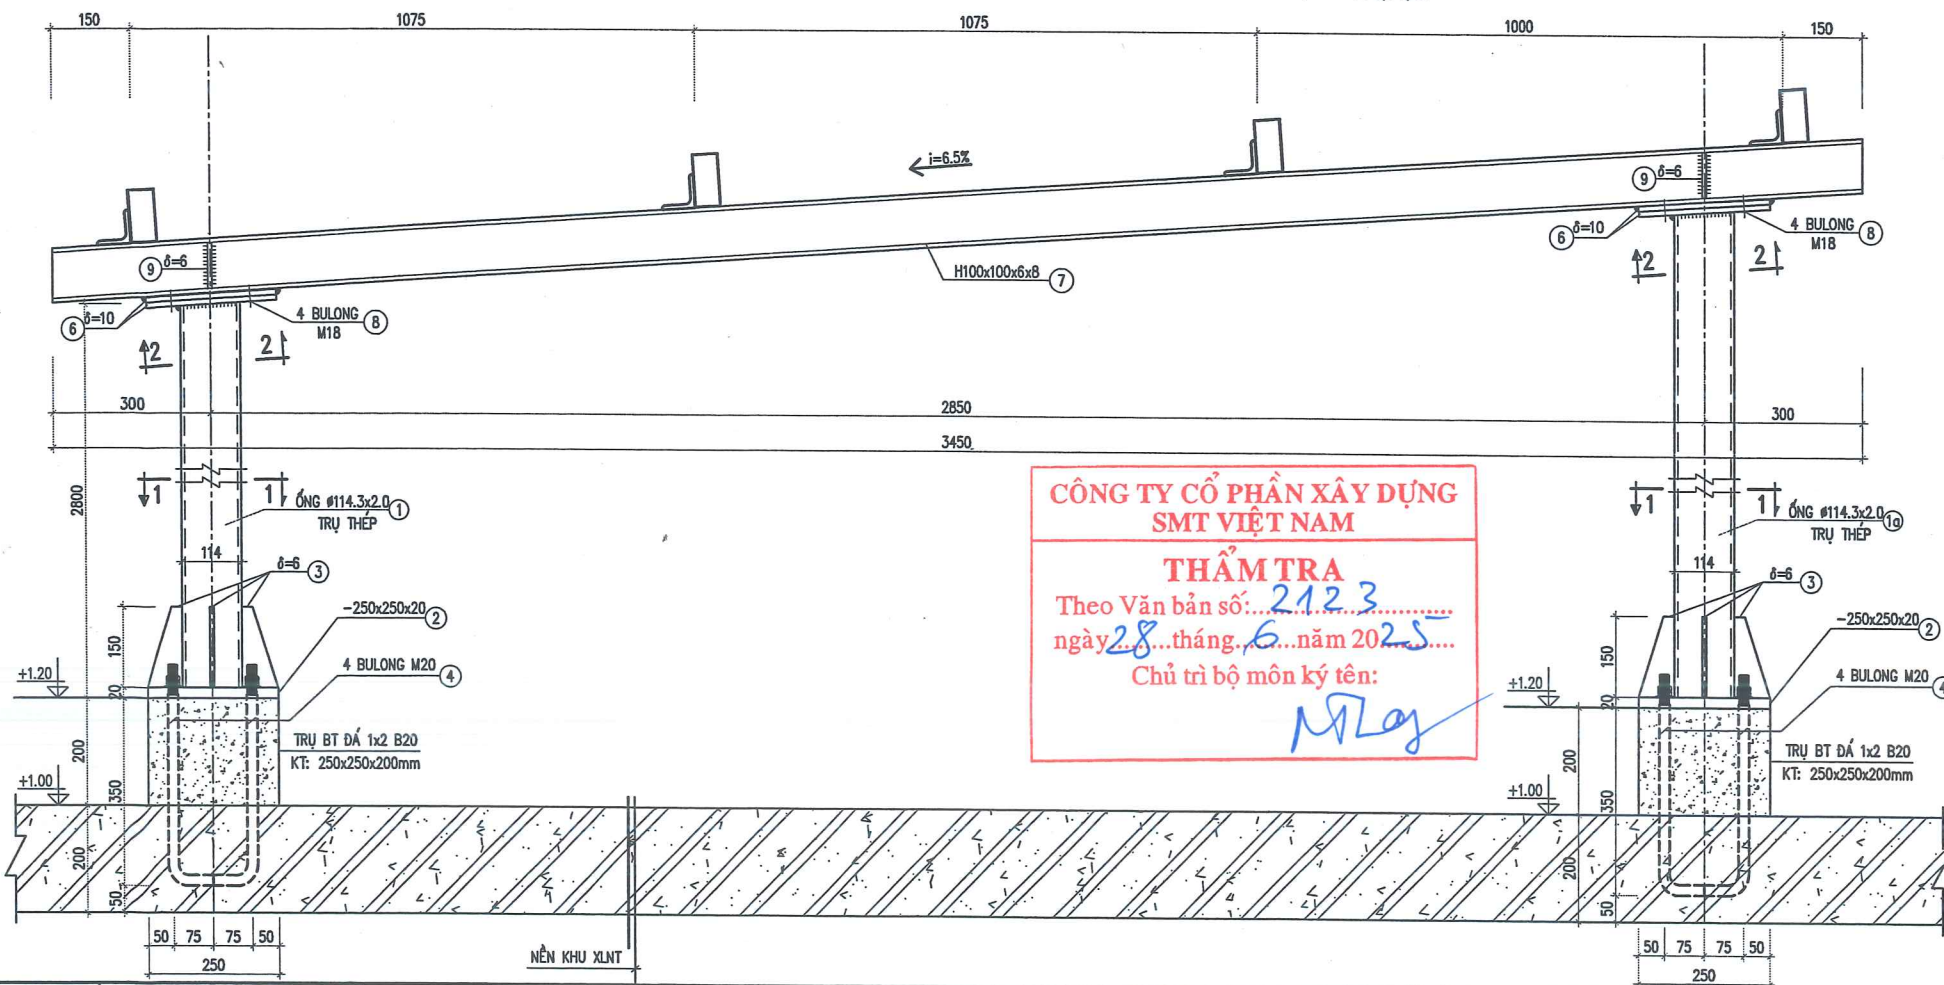 150
1075
1075
1000
150
i=6.5%
9 δ=6
9 δ=6
6 δ=10
4 BULONG
M18
8
H100x100x6x8 7
6 δ=10
4 BULONG
M18
8
2 2
2 2
300
2850
300
3450
2800
1 1
1 1
ỐNG ø114.3x2.0 1
TRỤ THÉP
ỐNG ø114.3x2.0 1a
TRỤ THÉP
CÔNG TY CỔ PHẦN XÂY DỰNG
SMT VIỆT NAM
THẨM TRA
Theo Văn bản số:....2123..............
ngày.28....tháng..6...năm 2025......
Chủ trì bộ môn ký tên:
114
δ=6 3
-250x250x20 2
4 BULONG M20 4
150
20
+1.20
TRỤ BT ĐÁ 1x2 B20
KT: 250x250x200mm
200
350
+1.00
200
50
50 75 75 50
250
NỀN KHU XLNT
114
δ=6 3
-250x250x20 2
4 BULONG M20 4
150
20
+1.20
TRỤ BT ĐÁ 1x2 B20
KT: 250x250x200mm
200
350
+1.00
200
50
50 75 75 50
250